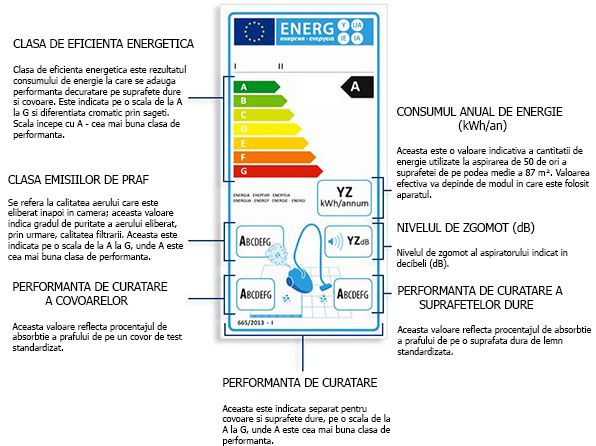 CLASA DE EFICIENTA ENERGETICA
Clasa de eficienta energetica este rezultatul
consumului de energie la care se adauga
performanta decuratare pe suprafete dure
si covoare. Este indicata pe o scala de la A
la G si diferentiata cromatic prin sageti.
Scala incepe cu A - cea mai buna clasa de
performanta.
CLASA EMISIILOR DE PRAF
Se refera la calitatea aerului care este
eliberat inapoi in camera; aceasta valoare
indica gradul de puritate a aerului eliberat,
prin urmare, calitatea filtrarii. Aceasta este
indicata pe o scala de la A la G, unde A este
cea mai buna clasa de performanta.
PERFORMANTA DE CURATARE
A COVOARELOR
Aceasta valoare reflecta procentajul de
absorbtie a prafului de pe un covor de test
standardizat.
ENERG
енергия · ενεργεια
Y IJA
IE IA
I II
A
B
C
D
E
F
G
A
ENERGIA · ЕНЕРГИЯ · ΕΝΕΡΓΕΙΑ
ENERGIJA · ENERGY · ENERGIE · ENERGI
YZ
kWh/annum
ABCDEFG
YZdB
ABCDEFG
ABCDEFG
665/2013 - I
CONSUMUL ANUAL DE ENERGIE
(kWh/an)
Aceasta este o valoare indicativa a cantitatii de
energie utilizate la aspirarea de 50 de ori a
suprafetei de pe podea medie a 87 m². Valoarea
efectiva va depinde de modul in care este folosit
aparatul.
NIVELUL DE ZGOMOT (dB)
Nivelul de zgomot al aspiratorului indicat in
decibeli (dB).
PERFORMANTA DE CURATARE A
SUPRAFETELOR DURE
Aceasta valoare reflecta procentajul de absorbtie
a prafului de pe o suprafata dura de lemn
standardizata.
PERFORMANTA DE CURATARE
Aceasta este indicata separat pentru
covoare si suprafete dure, pe o scala de la
A la G, unde A este cea mai buna clasa de
performanta.